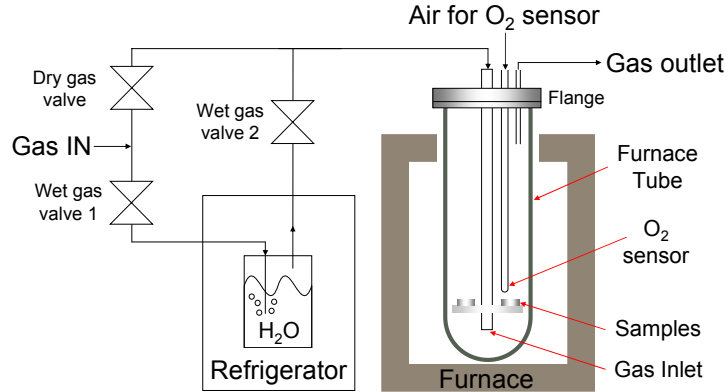 Air for O₂ sensor
Gas outlet
Dry gas
valve
Wet gas
valve 2
Flange
Gas IN
Wet gas
valve 1
Furnace
Tube
O₂
sensor
H₂O
Samples
Gas Inlet
Refrigerator
Furnace